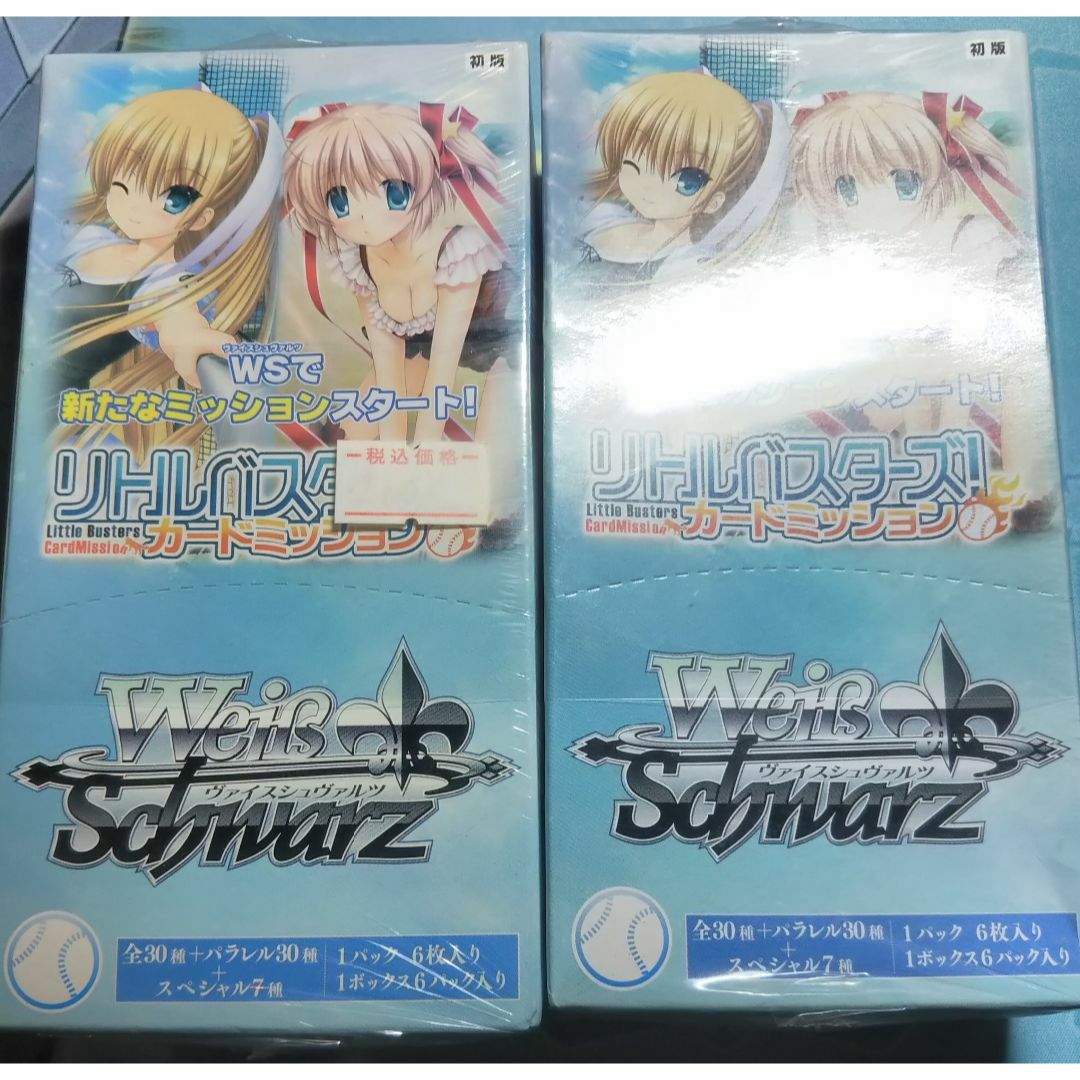 初版
ヴァイスシュヴァルツ
WSで
新たなミッションスタート!
税込価格
リトルバスタ
Little Busters
CardMission
カードミッション
Weiß
ヴァイスシュヴァルツ
Schwarz
全30種+パラレル30種
+
スペシャル7種
1パック 6枚入り
1ボックス6パック入り
初版
スタート!
リトルバスターズ!
Little Busters
CardMission
カードミッション
Weiß
ヴァイスシュヴァルツ
Schwarz
全30種+パラレル30種
+
スペシャル7種
1パック 6枚入り
1ボックス6パック入り